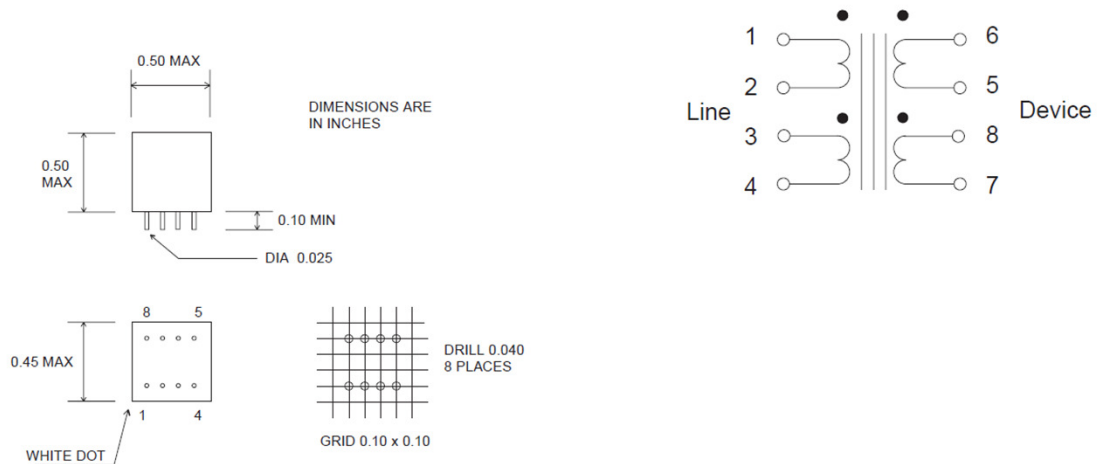 0.50 MAX
DIMENSIONS ARE
IN INCHES
0.50
MAX
0.10 MIN
DIA 0.025
8 5
0.45 MAX
1 4
WHITE DOT
DRILL 0.040
8 PLACES
GRID 0.10 x 0.10
1 6
2 5
Line Device
3 8
4 7